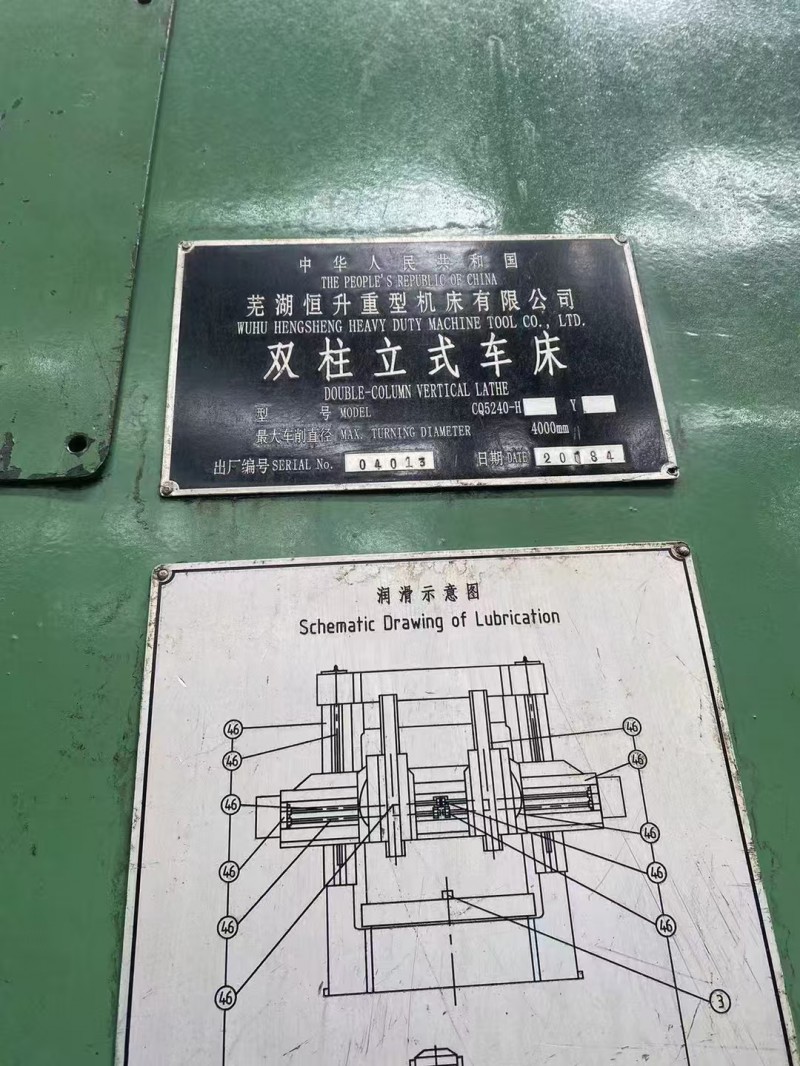 中华人民共和国
THE PEOPLE'S REPUBLIC OF CHINA
芜湖恒升重型机床有限公司
WUHU HENGSHENG HEAVY DUTY MACHINE TOOL CO., LTD.
双柱立式车床
DOUBLE-COLUMN VERTICAL LATHE
型 号 MODEL CQ5240-H Y
最大车削直径 MAX. TURNING DIAMETER 4000mm
出厂编号 SERIAL No. 04013 日期 DATE 20184
润滑示意图
Schematic Drawing of Lubrication
46 46
46 46
46
46 46
46 46
46 46
46 3